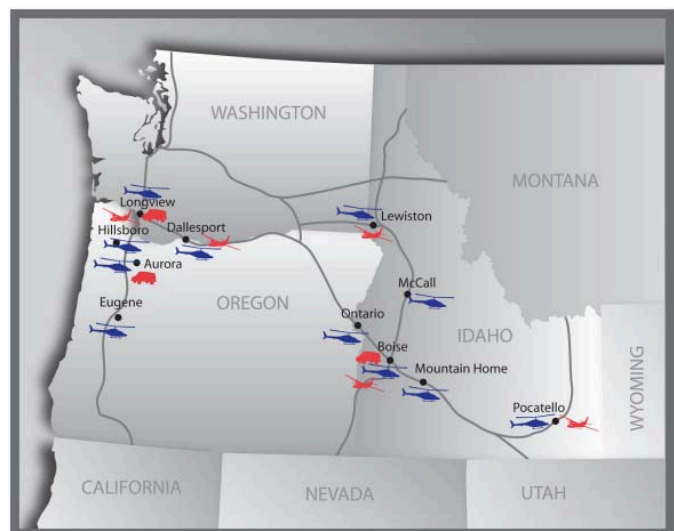 WASHINGTON
MONTANA
Longview
Hillsboro
Dallesport
Lewiston
Aurora
McCall
Eugene
OREGON
Ontario
IDAHO
Boise
Mountain Home
WYOMING
Pocatello
CALIFORNIA
NEVADA
UTAH